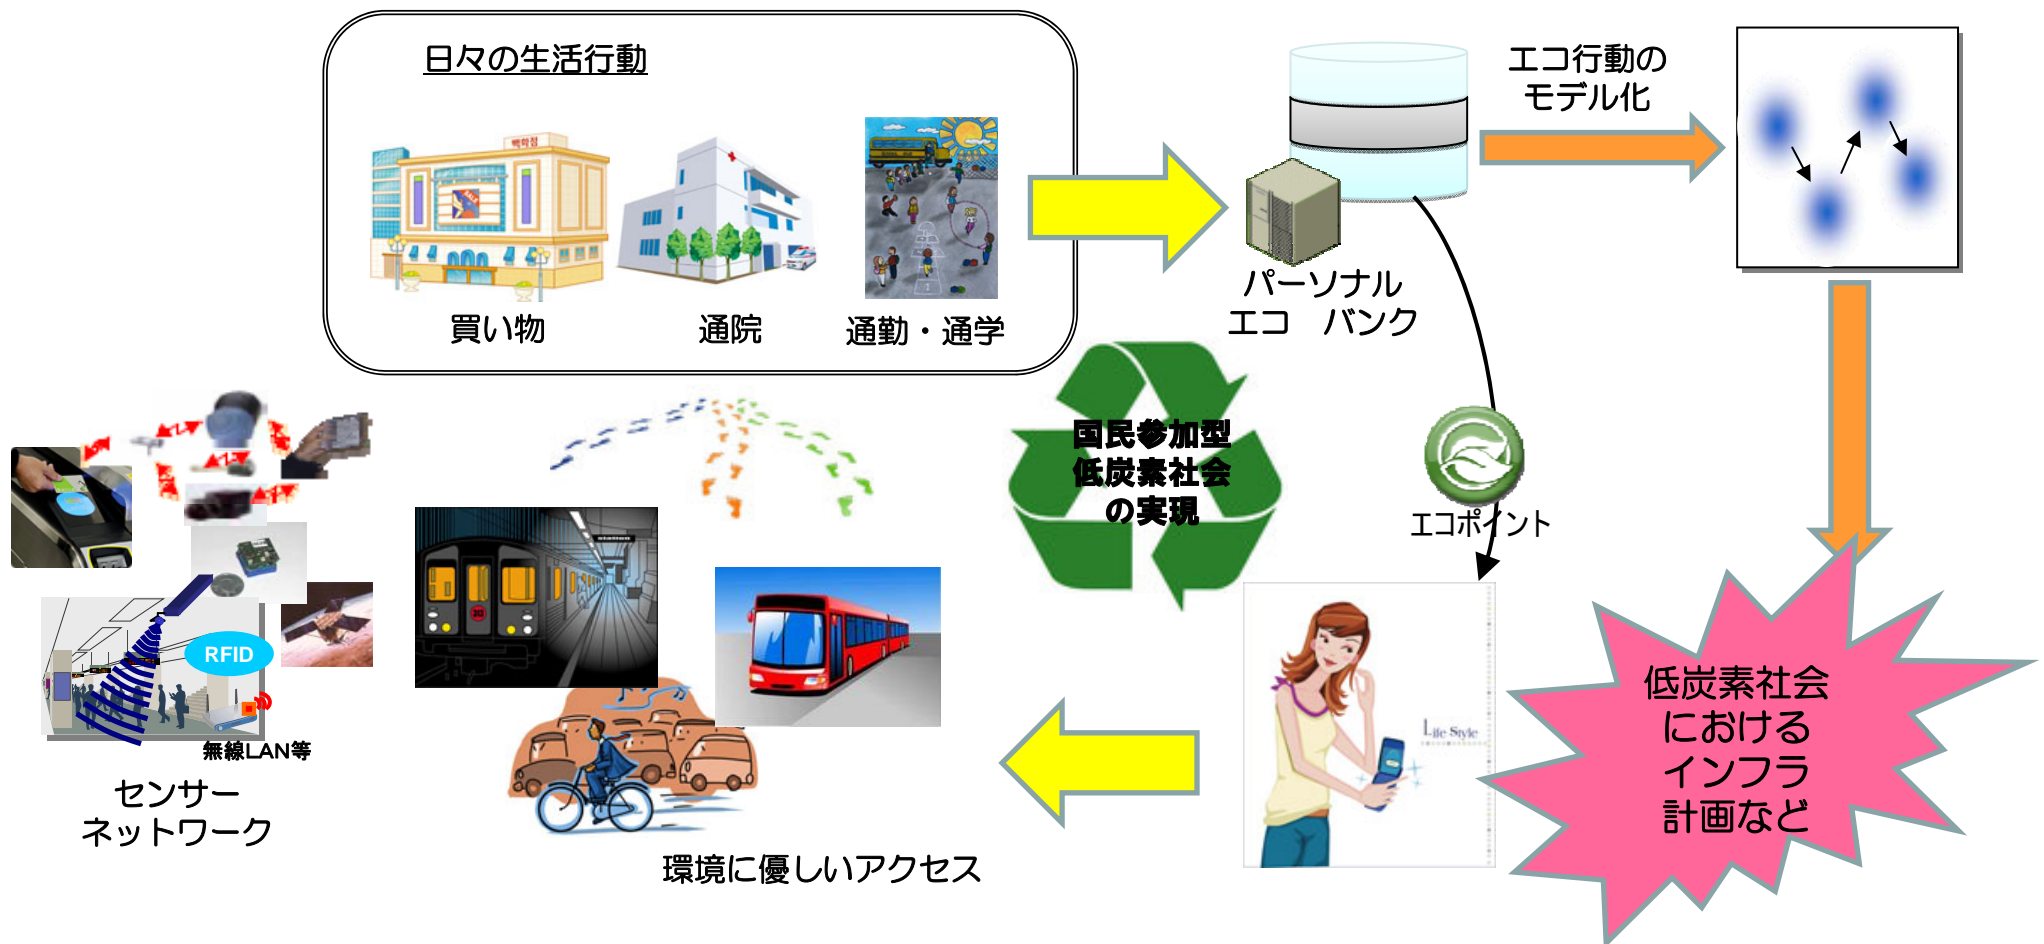 日々の生活行動
백화점
買い物
通院
通勤・通学
エコ行動の
モデル化
パーソナル
エコ　バンク
国民参加型
低炭素社会
の実現
エコポイント
station
RFID
無線LAN等
センサー
ネットワーク
環境に優しいアクセス
Life Style
低炭素社会
における
インフラ
計画など